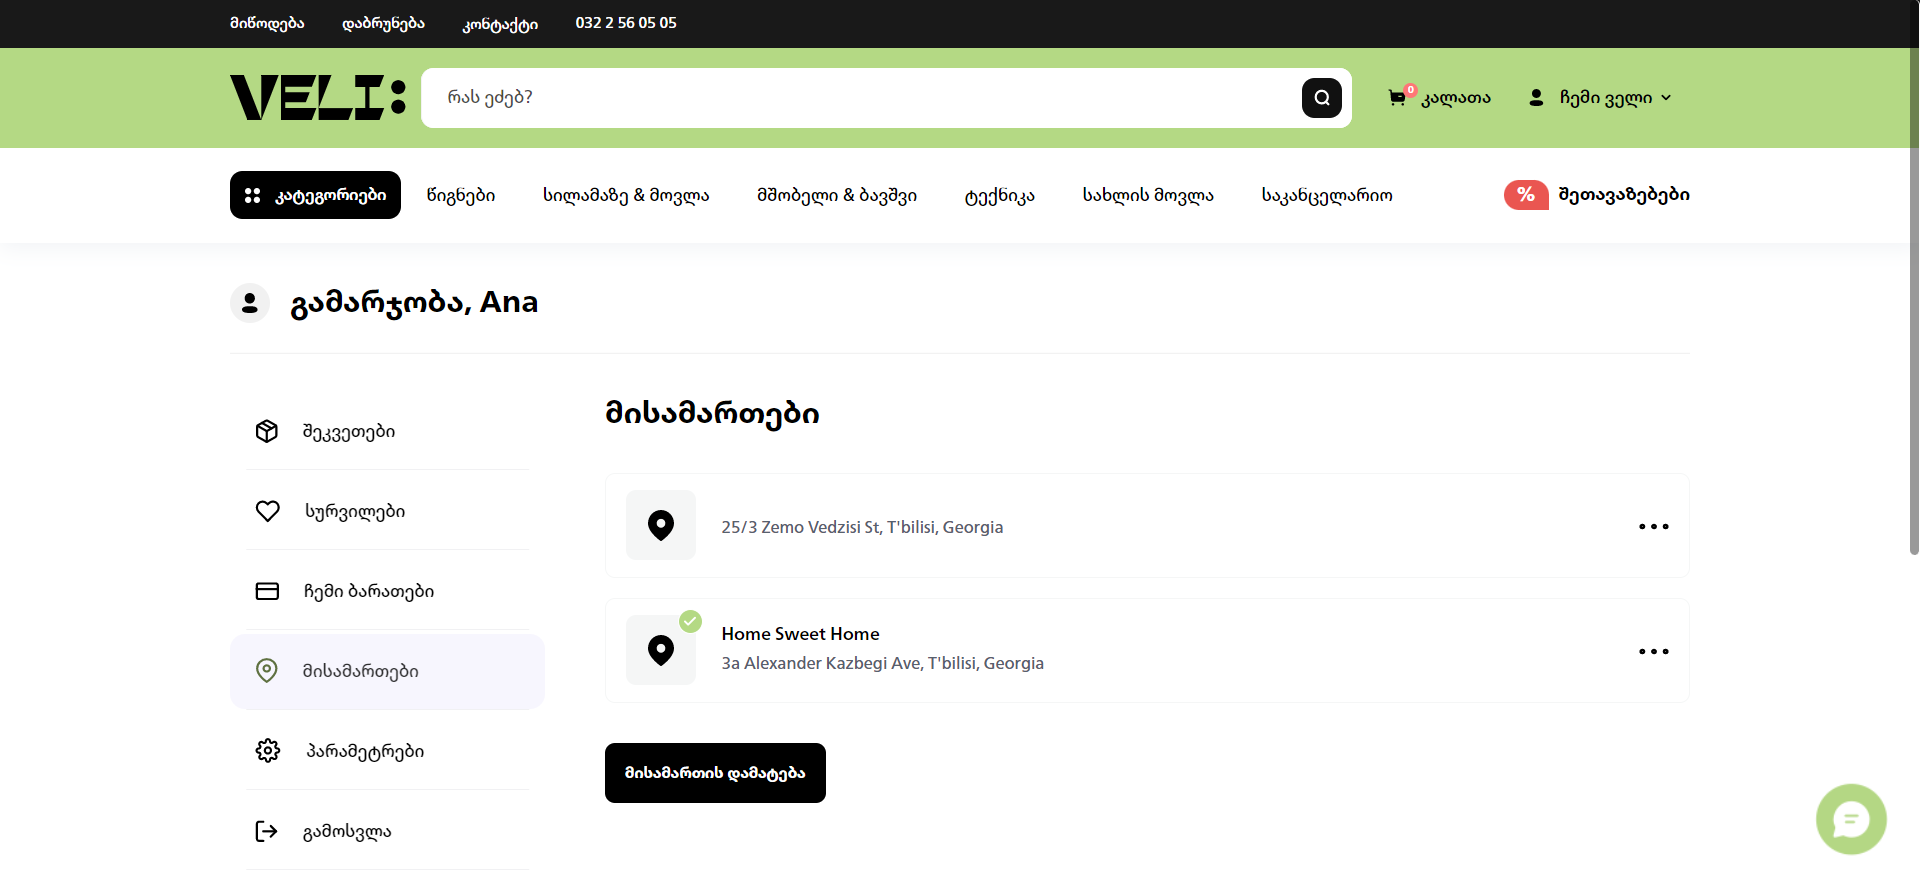 მიწოდება დაბრუნება კონტაქტი 032 2 56 05 05
VELI: რას ეძებ? 0 კალათა ჩემი ველი
კატეგორიები წიგნები სილამაზე & მოვლა მშობელი & ბავშვი ტექნიკა სახლის მოვლა საკანცელარიო % შეთავაზებები
გამარჯობა, Ana
შეკვეთები
სურვილები
ჩემი ბარათები
მისამართები
პარამეტრები
გამოსვლა
მისამართები
25/3 Zemo Vedzisi St, T'bilisi, Georgia
Home Sweet Home
3a Alexander Kazbegi Ave, T'bilisi, Georgia
მისამართის დამატება